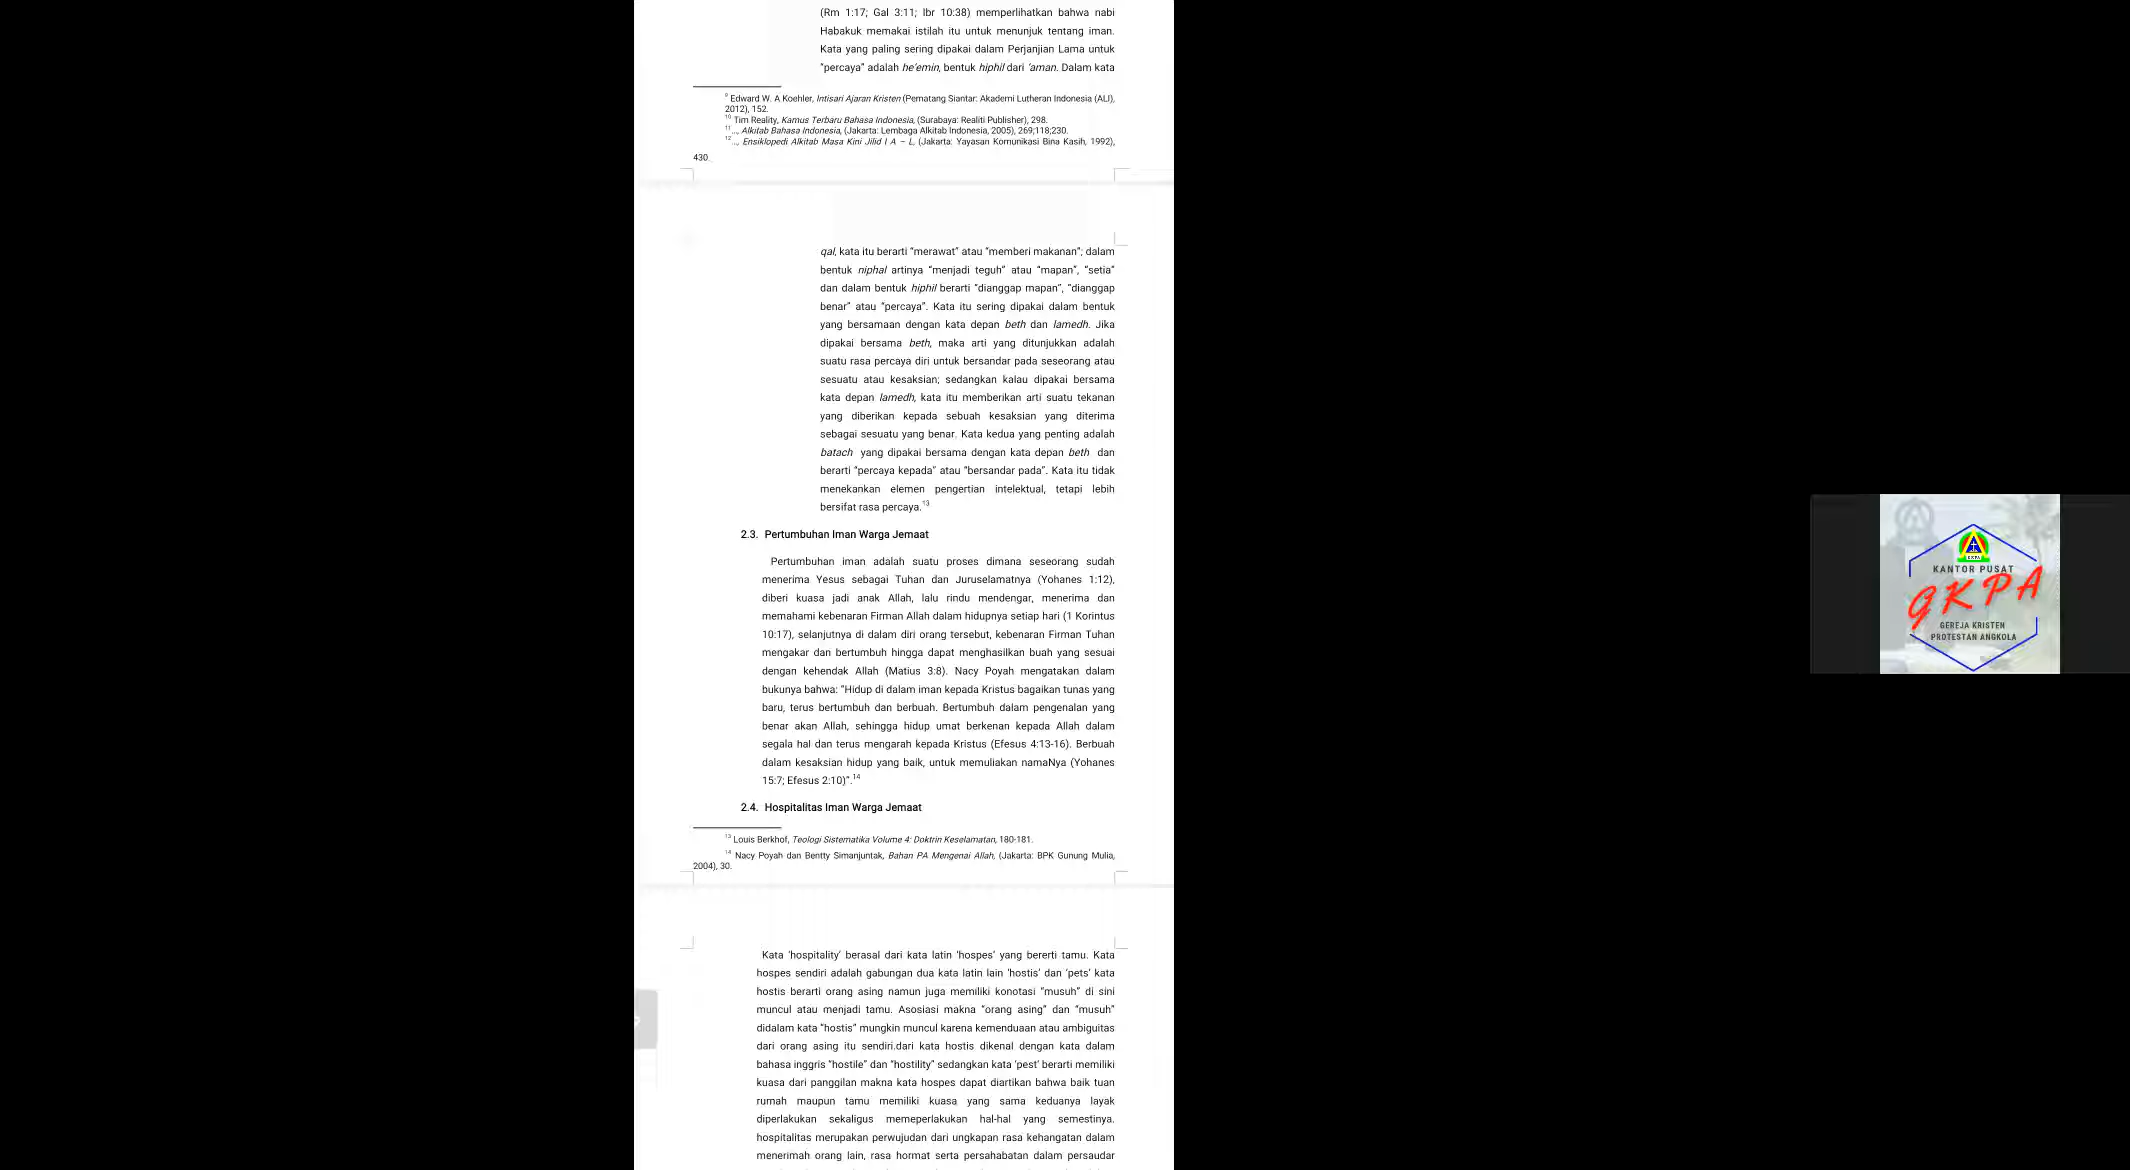 (Rm 1:17; Gal 3:11; Ibr 10:38) memperlihatkan bahwa nabi
Habakuk memakai istilah itu untuk menunjuk tentang iman.
Kata yang paling sering dipakai dalam Perjanjian Lama untuk
“percaya” adalah he’emin, bentuk hiphil dari ‘aman. Dalam kata
9 Edward W. A Koehler, Intisari Ajaran Kristen (Pematang Siantar: Akademi Lutheran Indonesia (ALI),
2012), 152.
10 Tim Reality, Kamus Terbaru Bahasa Indonesia, (Surabaya: Realiti Publisher), 298.
11 ..., Alkitab Bahasa Indonesia, (Jakarta: Lembaga Alkitab Indonesia, 2005), 269;118;230.
12 ..., Ensiklopedi Alkitab Masa Kini Jilid I A – L, (Jakarta: Yayasan Komunikasi Bina Kasih, 1992),
430.
qal, kata itu berarti “merawat” atau “memberi makanan”; dalam
bentuk niphal artinya “menjadi teguh” atau “mapan”, “setia”
dan dalam bentuk hiphil berarti “dianggap mapan”, “dianggap
benar” atau “percaya”. Kata itu sering dipakai dalam bentuk
yang bersamaan dengan kata depan beth dan lamedh. Jika
dipakai bersama beth, maka arti yang ditunjukkan adalah
suatu rasa percaya diri untuk bersandar pada seseorang atau
sesuatu atau kesaksian; sedangkan kalau dipakai bersama
kata depan lamedh, kata itu memberikan arti suatu tekanan
yang diberikan kepada sebuah kesaksian yang diterima
sebagai sesuatu yang benar. Kata kedua yang penting adalah
batach yang dipakai bersama dengan kata depan beth dan
berarti “percaya kepada” atau “bersandar pada”. Kata itu tidak
menekankan elemen pengertian intelektual, tetapi lebih
bersifat rasa percaya.13
2.3. Pertumbuhan Iman Warga Jemaat
Pertumbuhan iman adalah suatu proses dimana seseorang sudah
menerima Yesus sebagai Tuhan dan Juruselamatnya (Yohanes 1:12),
diberi kuasa jadi anak Allah, lalu rindu mendengar, menerima dan
memahami kebenaran Firman Allah dalam hidupnya setiap hari (1 Korintus
10:17), selanjutnya di dalam diri orang tersebut, kebenaran Firman Tuhan
mengakar dan bertumbuh hingga dapat menghasilkan buah yang sesuai
dengan kehendak Allah (Matius 3:8). Nacy Poyah mengatakan dalam
bukunya bahwa: “Hidup di dalam iman kepada Kristus bagaikan tunas yang
baru, terus bertumbuh dan berbuah. Bertumbuh dalam pengenalan yang
benar akan Allah, sehingga hidup umat berkenan kepada Allah dalam
segala hal dan terus mengarah kepada Kristus (Efesus 4:13-16). Berbuah
dalam kesaksian hidup yang baik, untuk memuliakan namaNya (Yohanes
15:7; Efesus 2:10)”.14
2.4. Hospitalitas Iman Warga Jemaat
13 Louis Berkhof, Teologi Sistematika Volume 4: Doktrin Keselamatan, 180-181.
14 Nacy Poyah dan Bentty Simanjuntak, Bahan PA Mengenai Allah, (Jakarta: BPK Gunung Mulia,
2004), 30.
Kata ‘hospitality’ berasal dari kata latin ‘hospes’ yang bererti tamu. Kata
hospes sendiri adalah gabungan dua kata latin lain ‘hostis’ dan ‘pets’ kata
hostis berarti orang asing namun juga memiliki konotasi “musuh” di sini
muncul atau menjadi tamu. Asosiasi makna “orang asing” dan “musuh”
didalam kata “hostis” mungkin muncul karena kemenduaan atau ambiguitas
dari orang asing itu sendiri.dari kata hostis dikenal dengan kata dalam
bahasa inggris “hostile” dan “hostility” sedangkan kata ‘pest’ berarti memiliki
kuasa dari panggilan makna kata hospes dapat diartikan bahwa baik tuan
rumah maupun tamu memiliki kuasa yang sama keduanya layak
diperlakukan sekaligus memeperlakukan hal-hal yang semestinya.
hospitalitas merupakan perwujudan dari ungkapan rasa kehangatan dalam
menerimah orang lain, rasa hormat serta persahabatan dalam persaudar
GKPA
KANTOR PUSAT
GKPA
GEREJA KRISTEN
PROTESTAN ANGKOLA